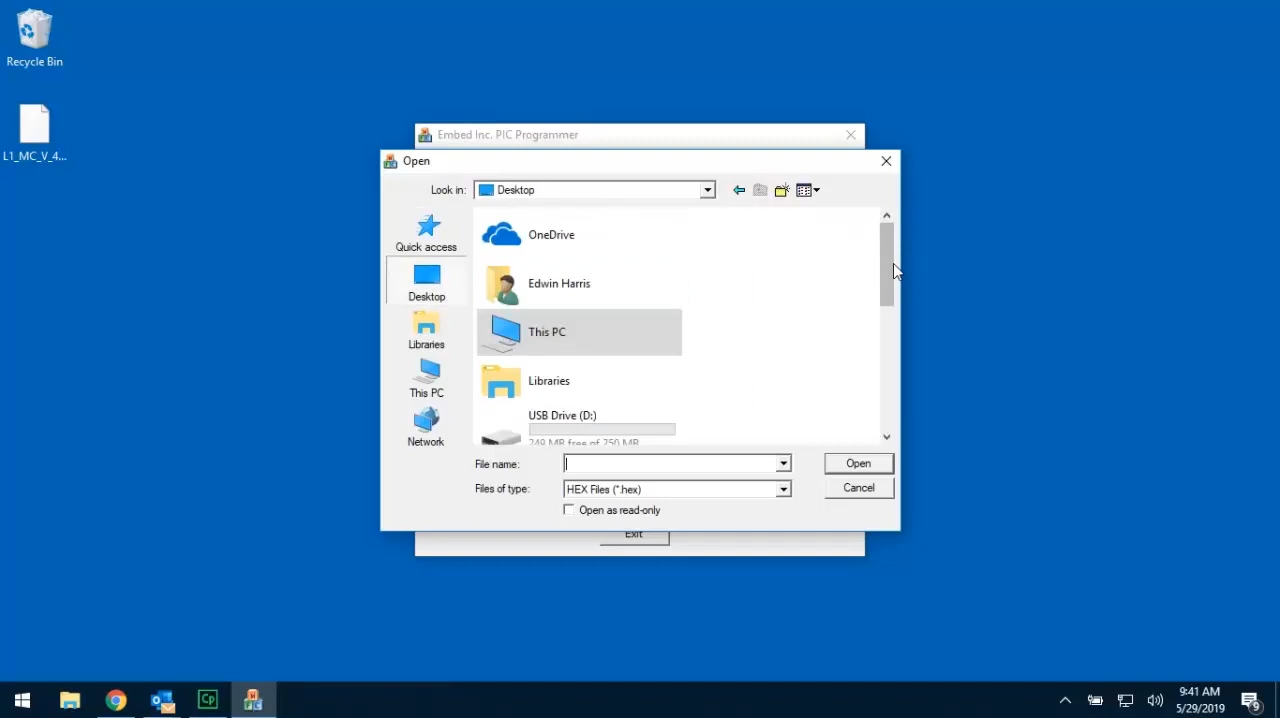 Recycle Bin
L1_MC_V_4...
Embed Inc. PIC Programmer
Open
Look in:
Desktop
Quick access
Desktop
Libraries
This PC
Network
OneDrive
Edwin Harris
This PC
Libraries
USB Drive (D:)
249 MB free of 250 MB
File name:
Open
Files of type:
HEX Files (*.hex)
Cancel
Open as read-only
Exit
Cp
9:41 AM
5/29/2019
9